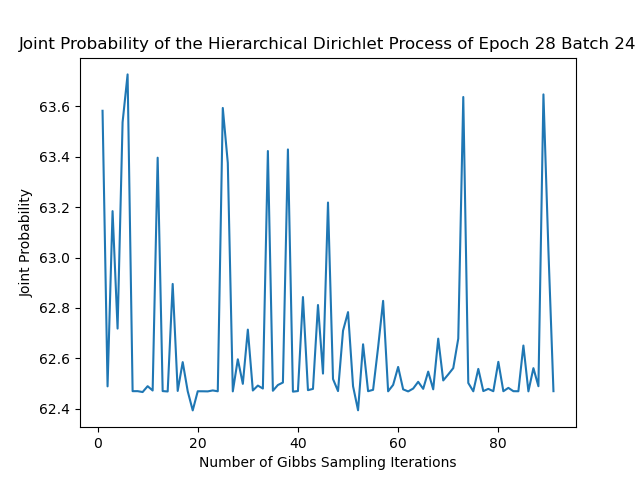 Joint Probability of the Hierarchical Dirichlet Process of Epoch 28 Batch 24
63.6
63.4
63.2
63.0
62.8
62.6
62.4
Joint Probability
0 20 40 60 80
Number of Gibbs Sampling Iterations